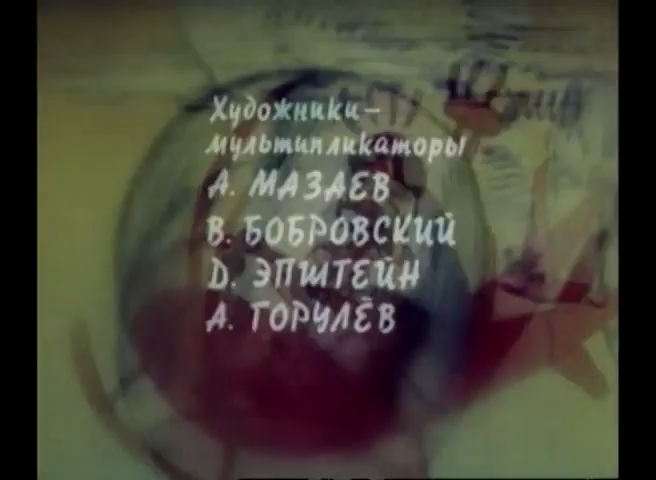 Художники-
мультипликаторы
А. МАЗАЕВ
В. БОБРОВСКИЙ
Д. ЭПШТЕЙН
А. ГОРУЛЁВ